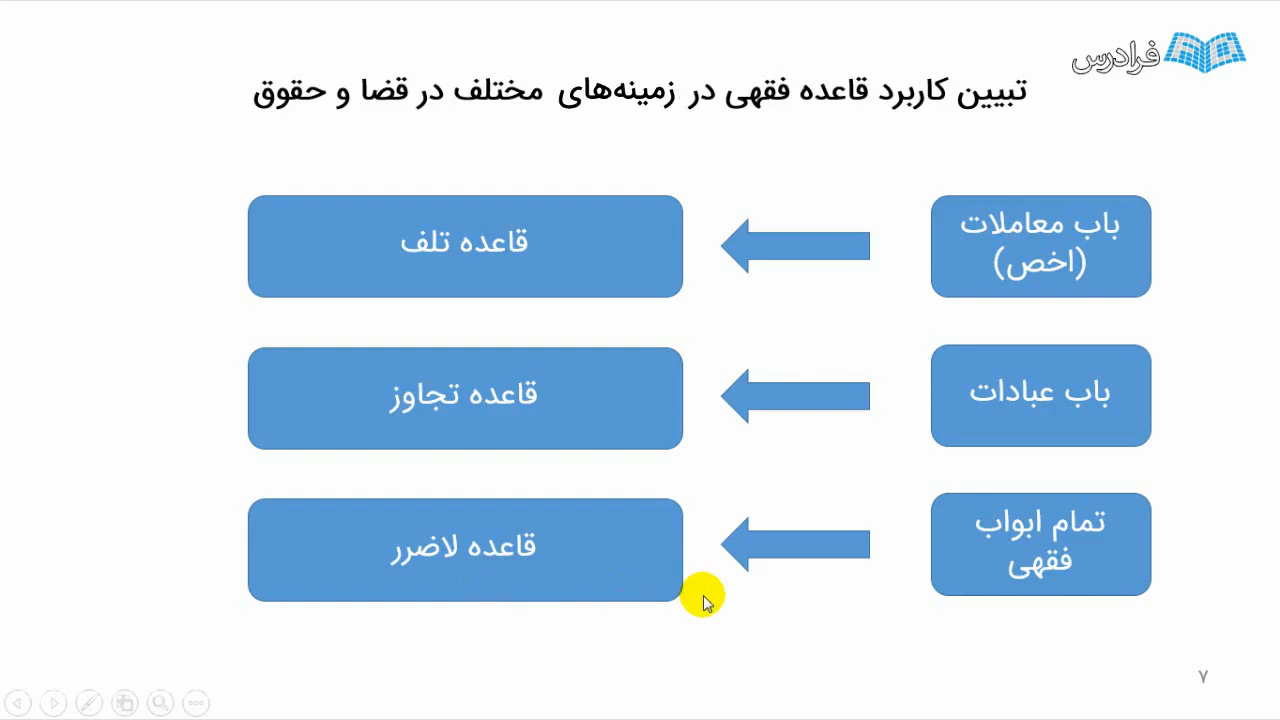 فرادرس
تبیین کاربرد قاعده فقهی در زمینه‌های مختلف در قضا و حقوق
باب معاملات
(اخص)
قاعده تلف
باب عبادات
قاعده تجاوز
تمام ابواب
فقهی
قاعده لاضرر
۷